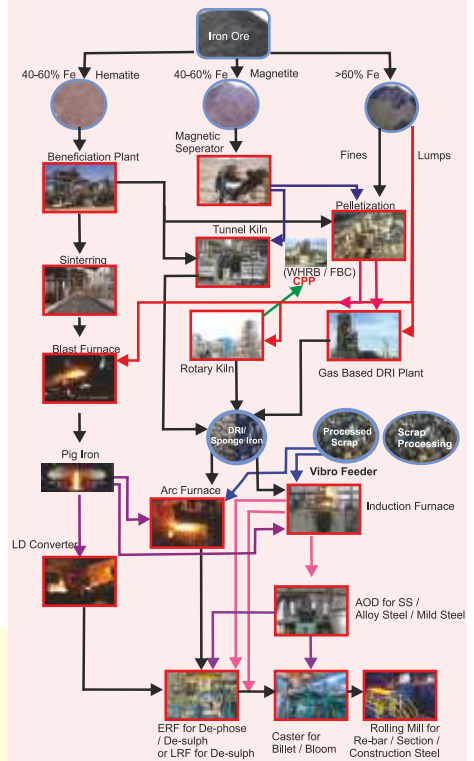 Iron Ore
40-60% Fe Hematite
40-60% Fe Magnetite
>60% Fe
Magnetic
Seperator
Beneficiation Plant
Fines
Lumps
Pelletization
Tunnel Kiln
(WHRB / FBC)
CPP
Sinterring
Blast Furnace
Rotary Kiln
Gas Based DRI Plant
DRI/
Sponge Iron
Processed
Scrap
Scrap
Processing
Vibro Feeder
Pig Iron
Arc Furnace
Induction Furnace
LD Converter
AOD for SS /
Alloy Steel / Mild Steel
ERF for De-phose
/ De-sulph
or LRF for De-sulph
Caster for
Billet / Bloom
Rolling Mill for
Re-bar / Section /
Construction Steel